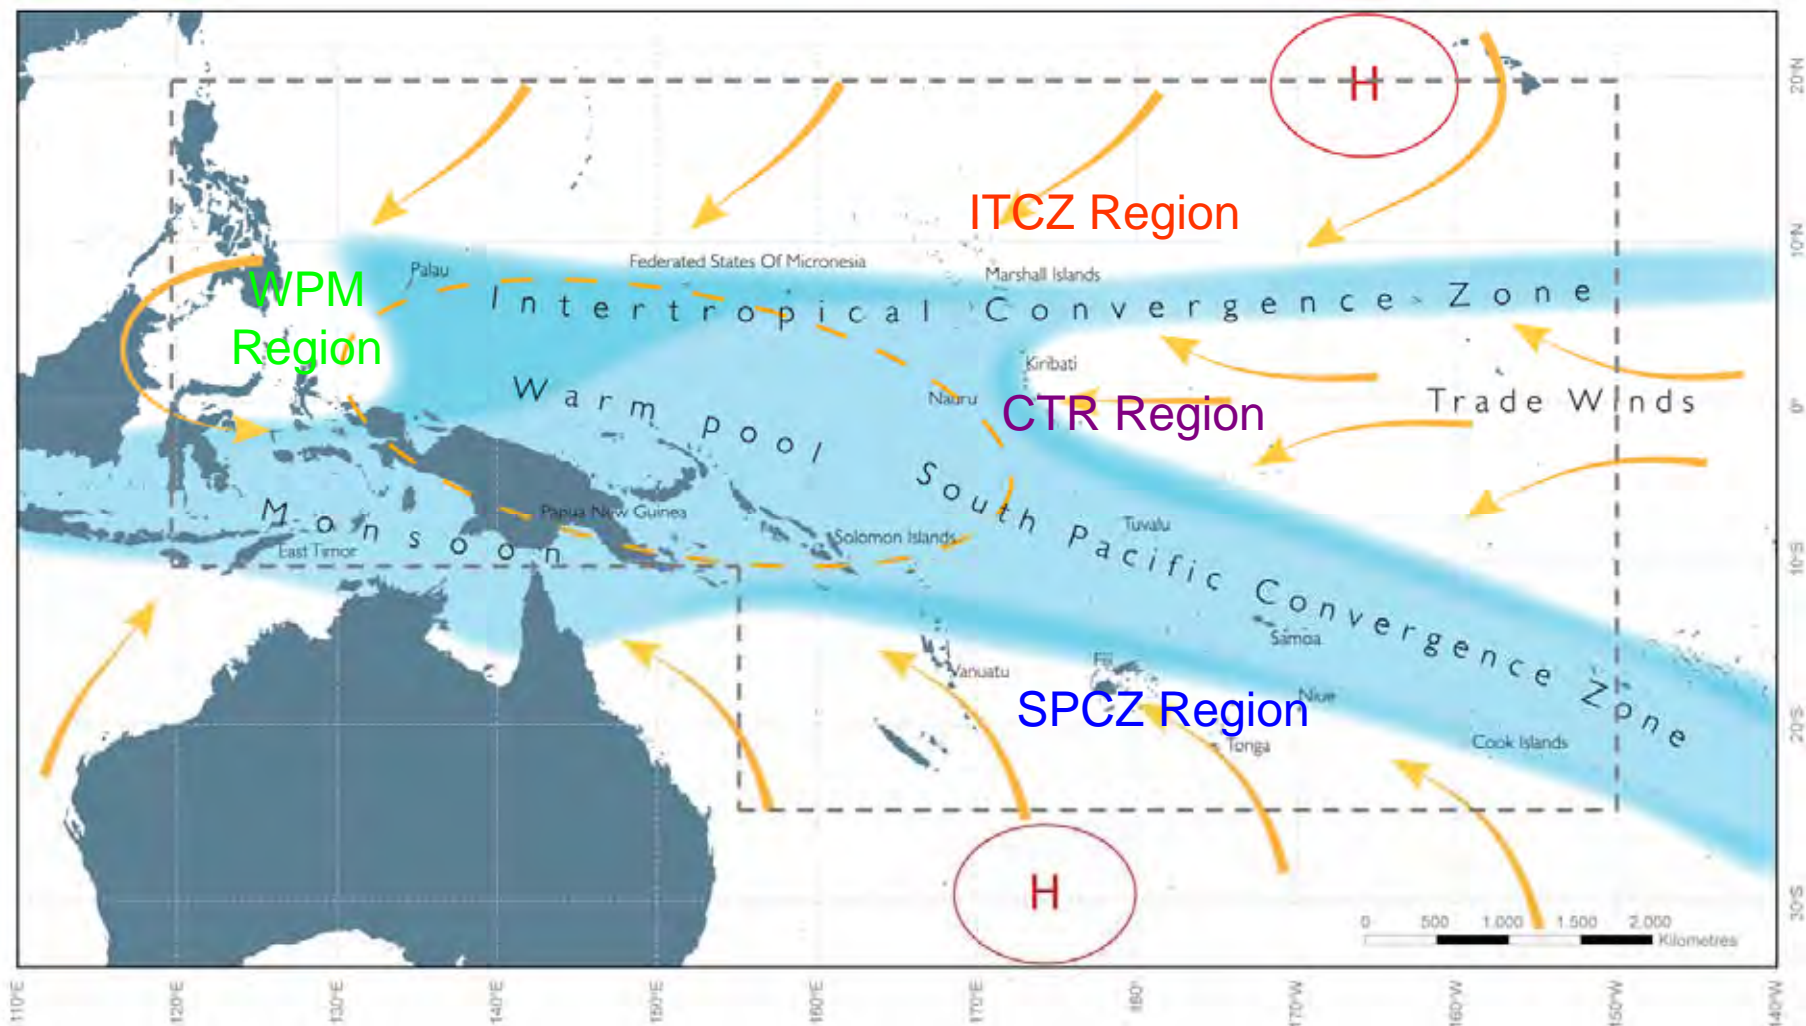 H
20°N
ITCZ Region
10°N
Federated States Of Micronesia
Palau
Marshall Islands
WPM
Region
Intertropical Convergence Zone
Kiribati
Warm pool
Nauru
CTR Region
Trade Winds
0°
South Pacific Convergence Zone
Monsoon
Papua New Guinea
Tuvalu
Solomon Islands
East Timor
10°S
Samoa
Fiji
Vanuatu
Niue
SPCZ Region
20°S
Tonga
Cook Islands
H
30°S
0 500 1.000 1.500 2.000
Kilometres
110°E 120°E 130°E 140°E 150°E 160°E 170°E 180° 170°W 160°W 150°W 140°W